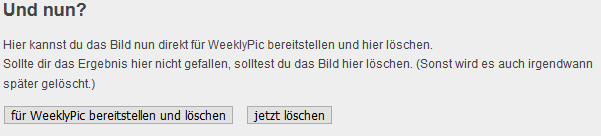 Und nun?
Hier kannst du das Bild nun direkt für WeeklyPic bereitstellen und hier löschen.
Sollte dir das Ergebnis hier nicht gefallen, solltest du das Bild hier löschen. (Sonst wird es auch irgendwann
später gelöscht.)
für WeeklyPic bereitstellen und löschen jetzt löschen